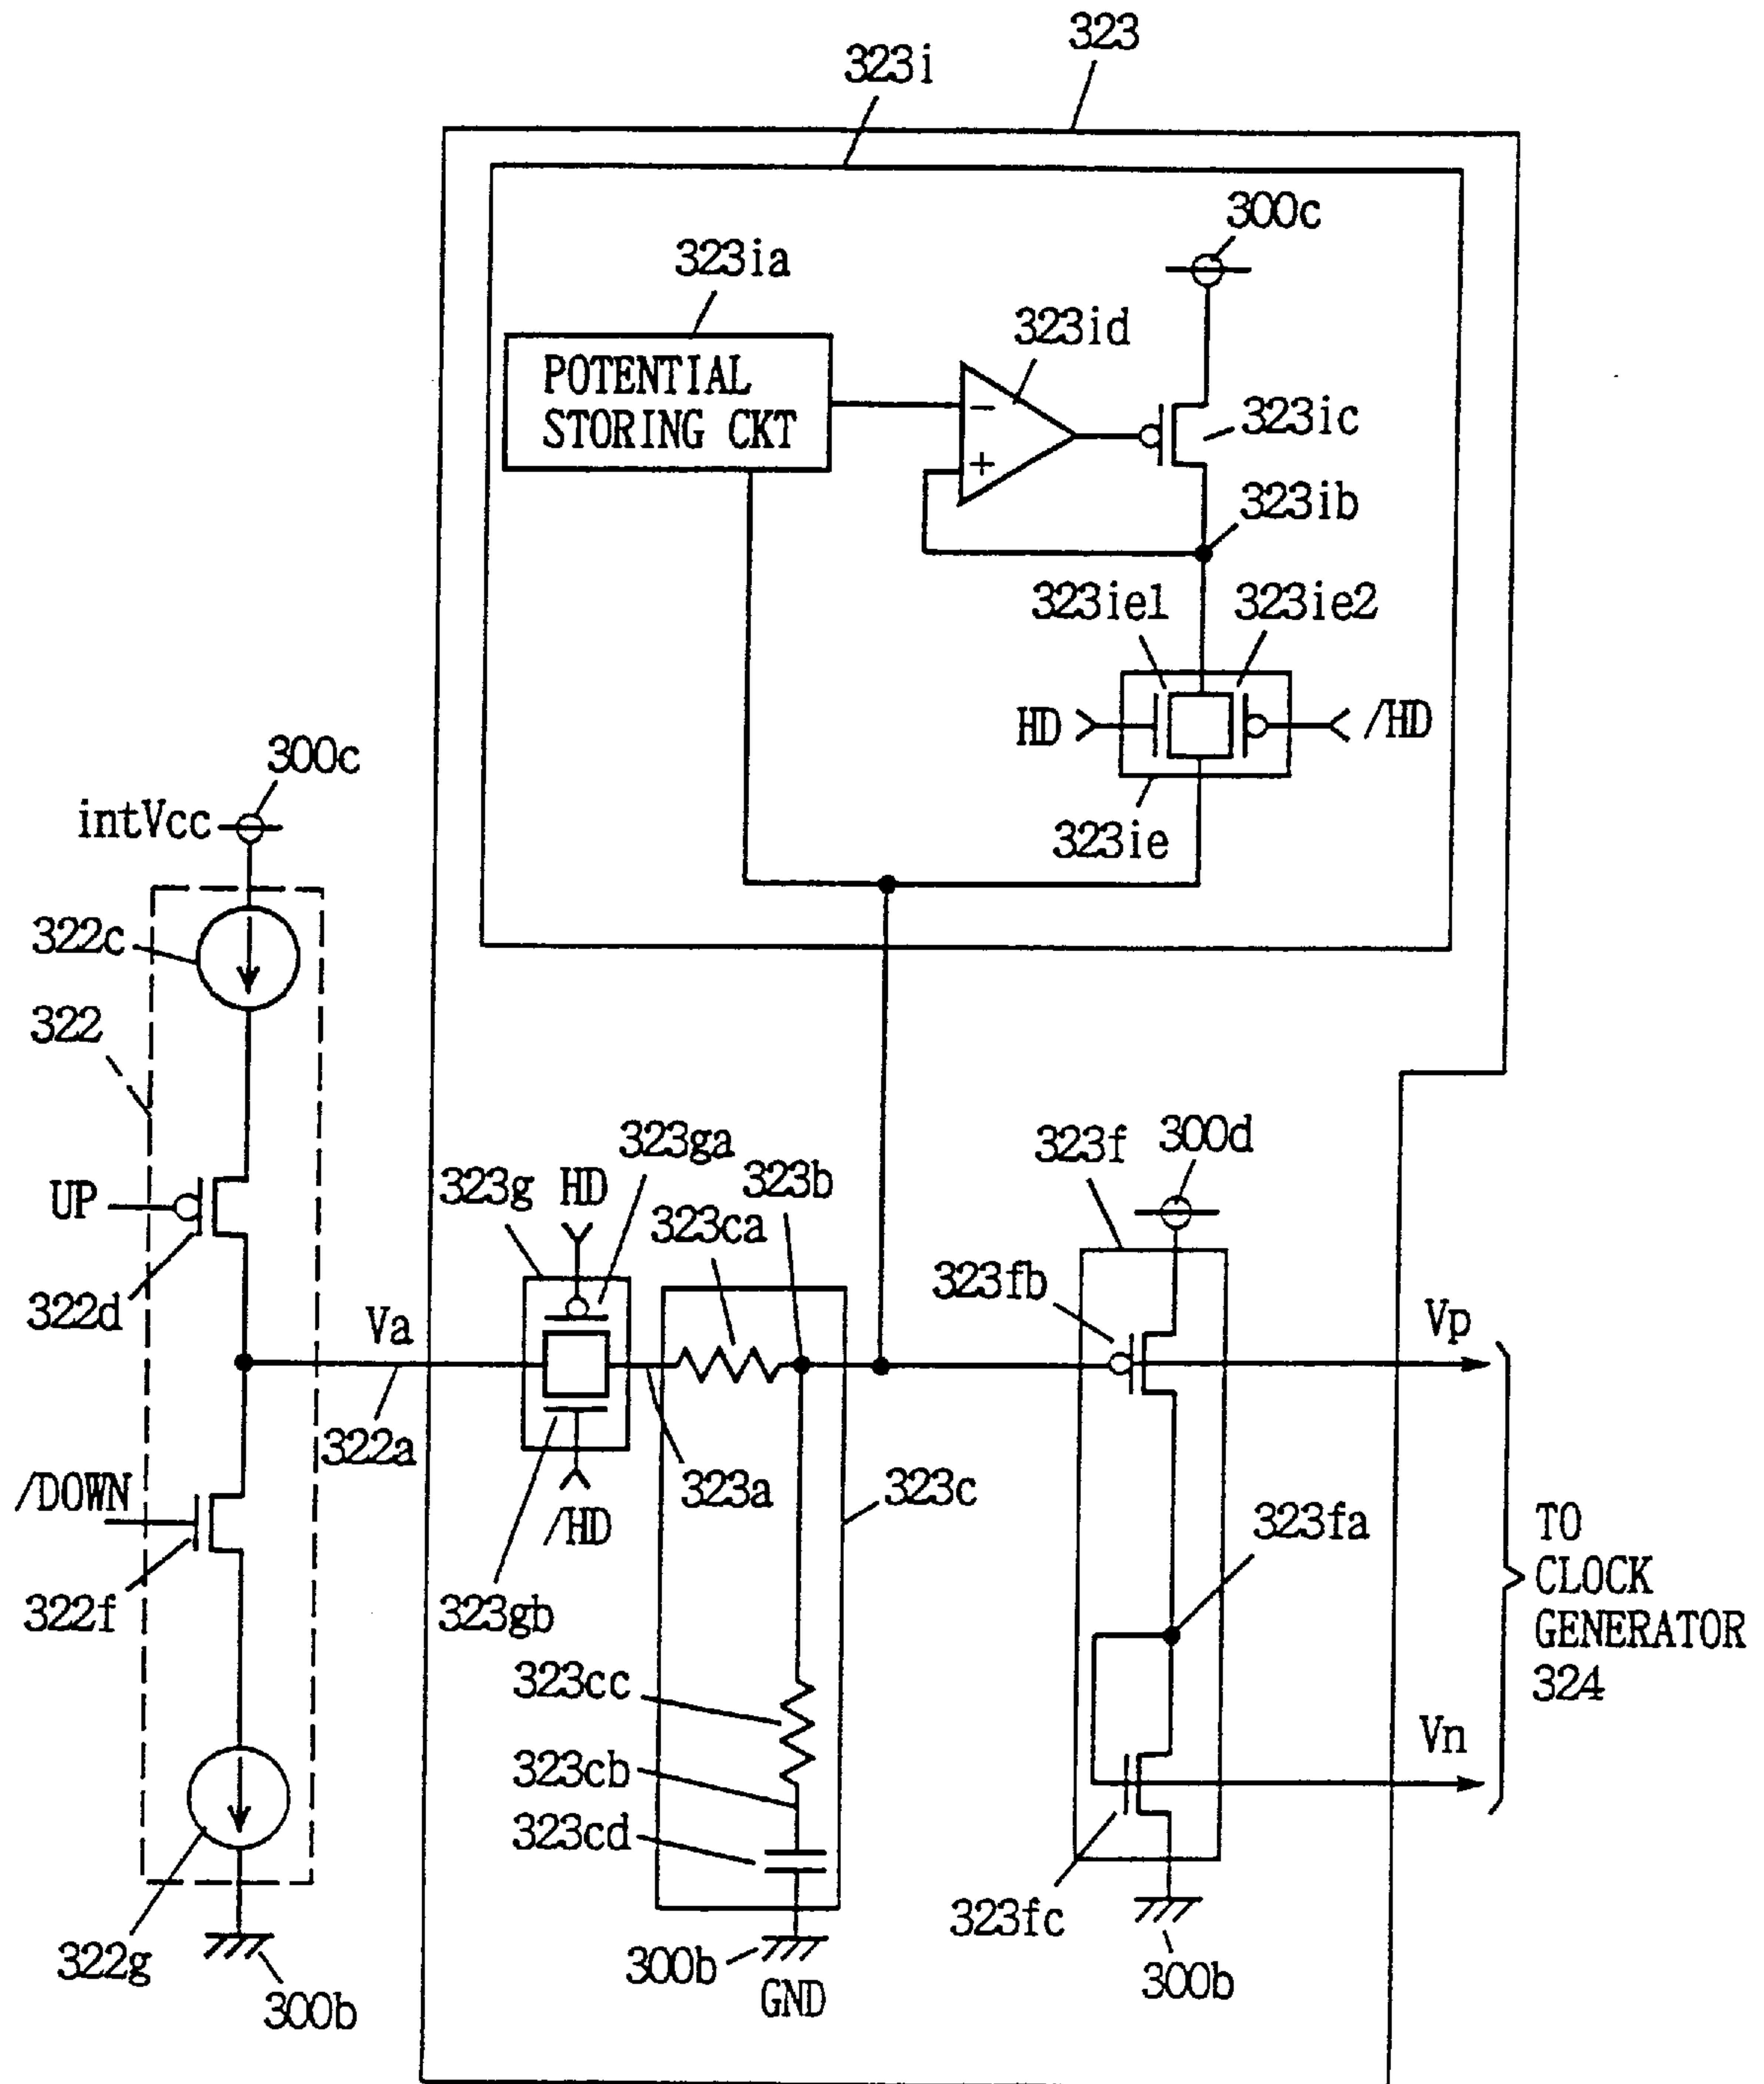 323
323i
300c
323ia
323id
POTENTIAL
STORING CKT
−
+
323ic
323ib
323ie1
323ie2
HD
/HD
323ie
300c
intVcc
322c
322
UP
322d
Va
322a
/DOWN
322f
322g
300b
323g
HD
323ga
323b
323ca
323a
323c
/HD
323gb
323cc
323cb
323cd
300b
GND
323f
300d
323fb
Vp
323fa
Vn
323fc
300b
TO
CLOCK
GENERATOR
324